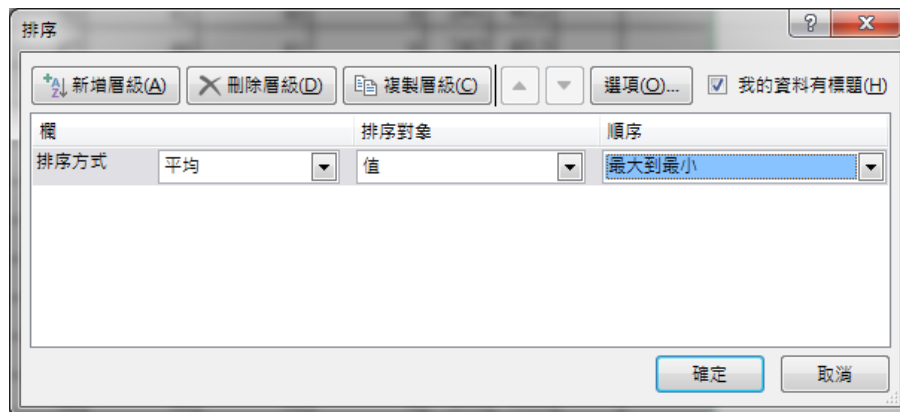 排序
新增層級(A) 刪除層級(D) 複製層級(C) 選項(O)... 我的資料有標題(H)
欄 排序對象 順序
排序方式 平均 值 最大到最小
確定 取消